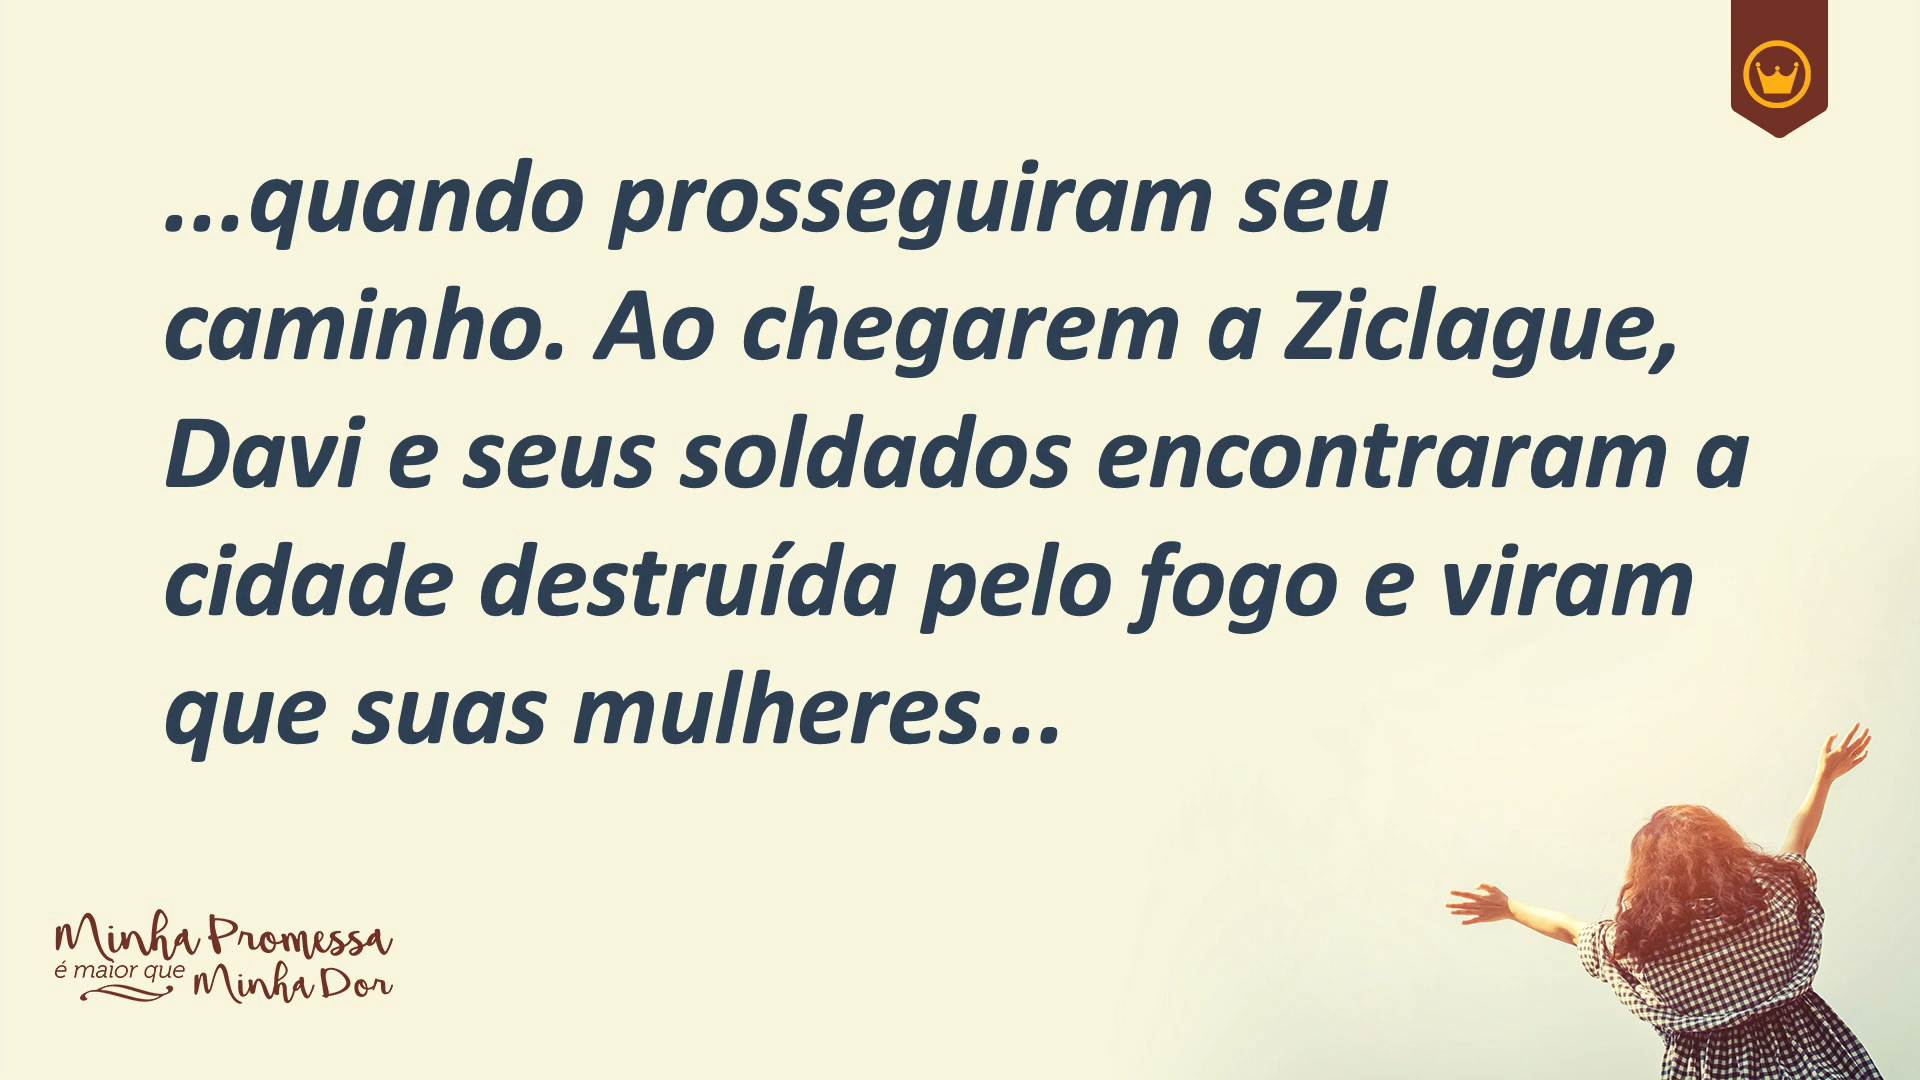 ...quando prosseguiram seu
caminho. Ao chegarem a Ziclague,
Davi e seus soldados encontraram a
cidade destruída pelo fogo e viram
que suas mulheres...
Minha Promessa
é maior que Minha Dor